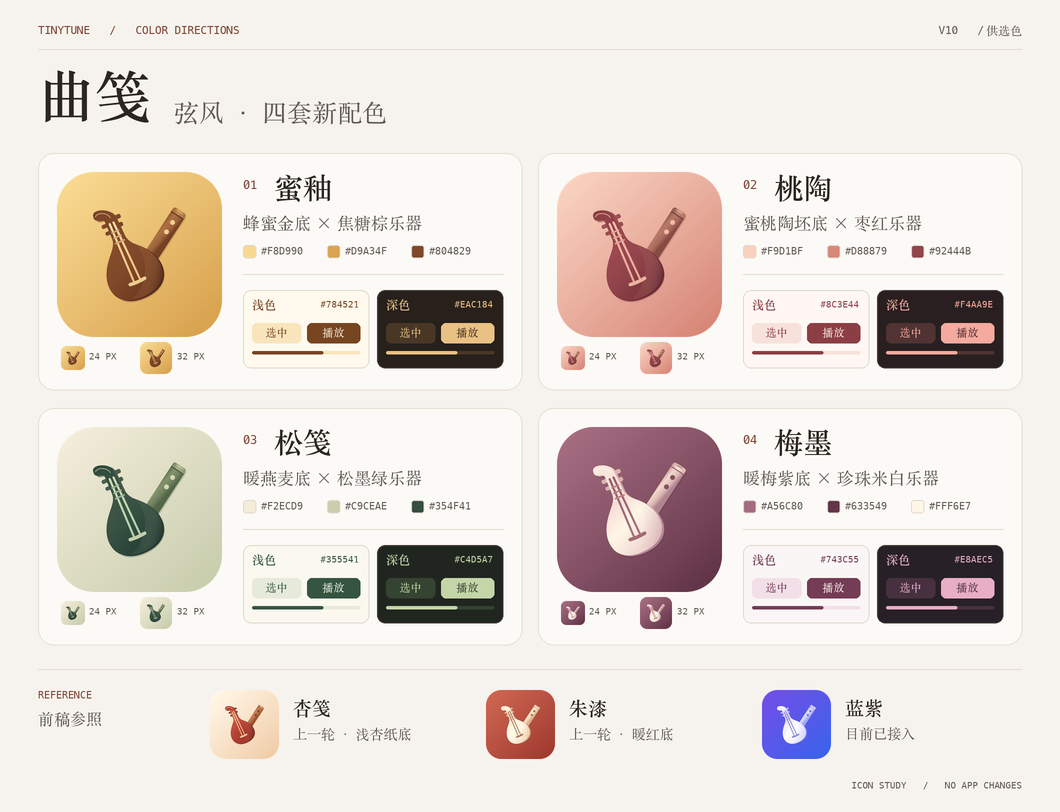 TINYTUNE / COLOR DIRECTIONS
V10 / 供选色
曲笺 弦风 · 四套新配色
01 蜜釉
蜂蜜金底 × 焦糖棕乐器
#F8D990 #D9A34F #804829
浅色 #784521
选中 播放
深色 #EAC184
选中 播放
24 PX 32 PX
02 桃陶
蜜桃陶坯底 × 枣红乐器
#F9D1BF #D88879 #92444B
浅色 #8C3E44
选中 播放
深色 #F4AA9E
选中 播放
24 PX 32 PX
03 松笺
暖燕麦底 × 松墨绿乐器
#F2ECD9 #C9CEAE #354F41
浅色 #355541
选中 播放
深色 #C4D5A7
选中 播放
24 PX 32 PX
04 梅墨
暖梅紫底 × 珍珠米白乐器
#A56C80 #633549 #FFF6E7
浅色 #743C55
选中 播放
深色 #E8AEC5
选中 播放
24 PX 32 PX
REFERENCE
前稿参照
杏笺
上一轮 · 浅杏纸底
朱漆
上一轮 · 暖红底
蓝紫
目前已接入
ICON STUDY / NO APP CHANGES